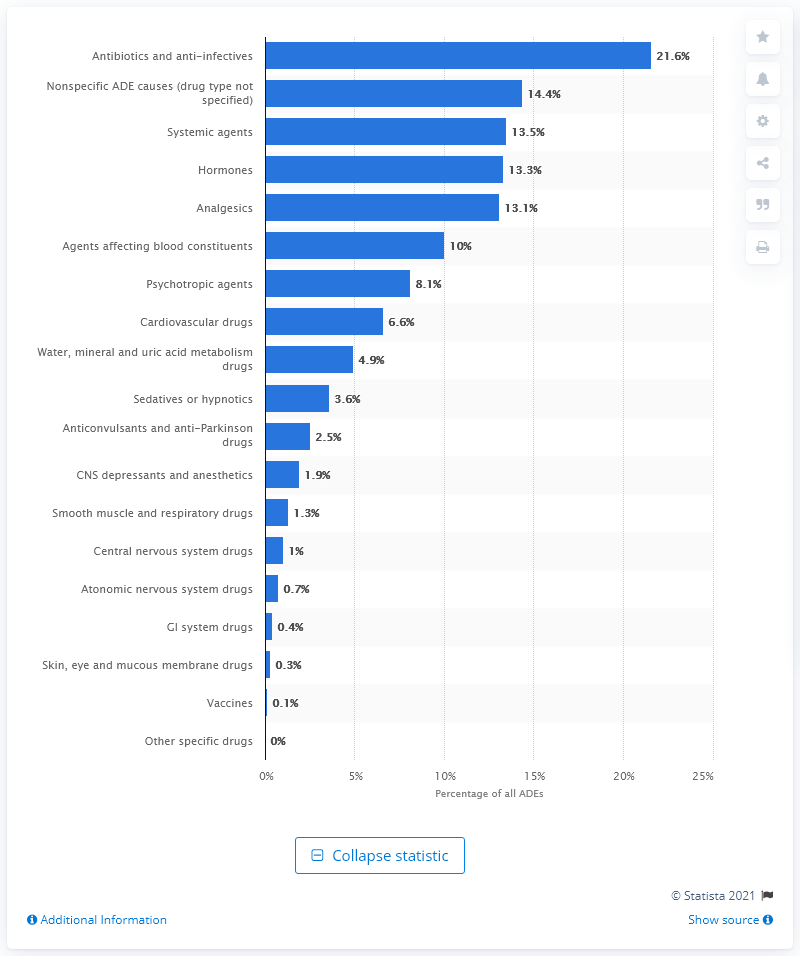 Antibiotics and anti-infectives
21.6%
Nonspecific ADE causes (drug type not
specified)
14.4%
Systemic agents
13.5%
Hormones
13.3%
Analgesics
13.1%
Agents affecting blood constituents
10%
Psychotropic agents
8.1%
Cardiovascular drugs
6.6%
Water, mineral and uric acid metabolism
drugs
4.9%
Sedatives or hypnotics
3.6%
Anticonvulsants and anti-Parkinson
drugs
2.5%
CNS depressants and anesthetics
1.9%
Smooth muscle and respiratory drugs
1.3%
Central nervous system drugs
1%
Atonomic nervous system drugs
0.7%
GI system drugs
0.4%
Skin, eye and mucous membrane drugs
0.3%
Vaccines
0.1%
Other specific drugs
0%
0% 5% 10% 15% 20% 25%
Percentage of all ADEs
Collapse statistic
© Statista 2021
Additional Information
Show source